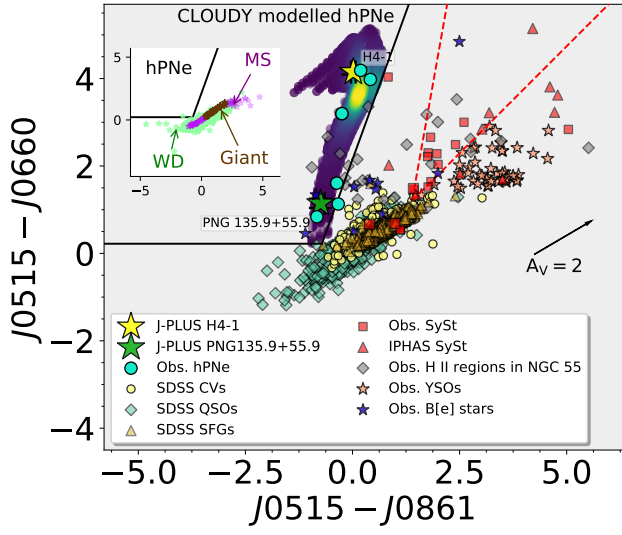 CLOUDY modelled hPNe
H4-1
5
0
hPNe
MS
WD
Giant
−5
0
5
PNG 135.9+55.9
A_V = 2
4
2
0
−2
−4
J0515 − J0660
J-PLUS H4-1
J-PLUS PNG135.9+55.9
Obs. hPNe
SDSS CVs
SDSS QSOs
SDSS SFGs
Obs. SySt
IPHAS SySt
Obs. H II regions in NGC 55
Obs. YSOs
Obs. B[e] stars
−5.0
−2.5
0.0
2.5
5.0
J0515 − J0861